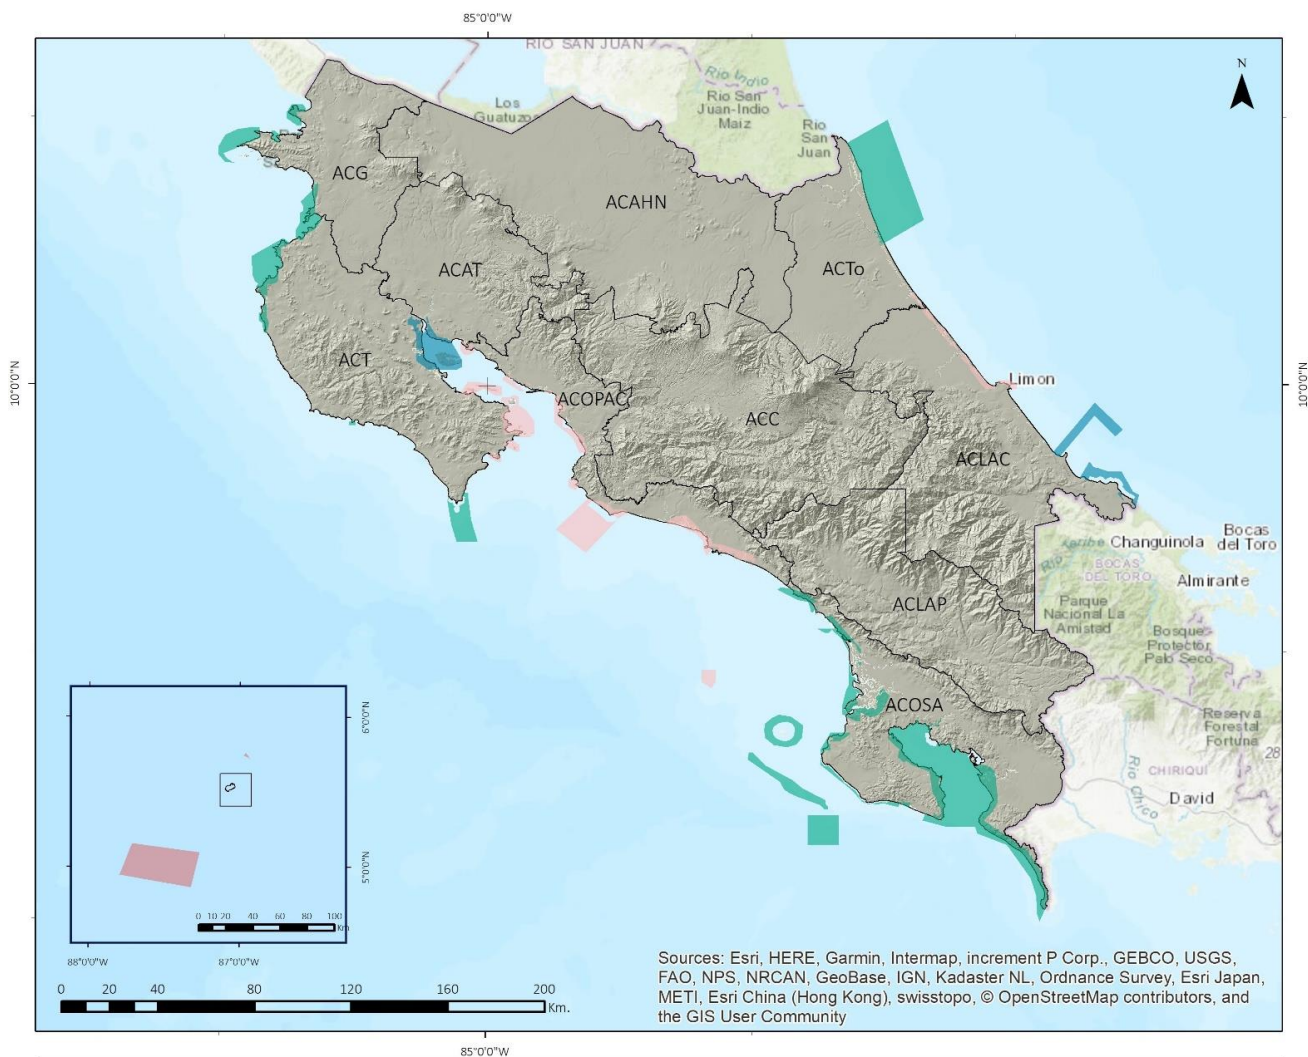 85°0'0"W
RIO SAN JUAN
N
Río Indio
Los
Guatuzos
Rio San
Juan-Indio
Maiz
Rio
San
Juan
ACG
ACAHN
ACAT
ACTo
10°0'0"N
ACT
Limon
10°0'0"N
ACOPAC
ACC
ACLAC
Changuinola
Bocas
del Toro
BOCAS
DEL TORO
Almirante
ACLAP
Parque
Nacional La
Amistad
Bosque
Protector
Palo Seco
ACOSA
Reserva
Forestal
Fortuna
28
CHIRIQUÍ
Río Chico
David
6°0'0"N
5°0'0"N
0 10 20 40 60 80 100
Km
88°0'0"W
87°0'0"W
0 20 40 80 120 160 200
Km.
Sources: Esri, HERE, Garmin, Intermap, increment P Corp., GEBCO, USGS,
FAO, NPS, NRCAN, GeoBase, IGN, Kadaster NL, Ordnance Survey, Esri Japan,
METI, Esri China (Hong Kong), swisstopo, © OpenStreetMap contributors, and
the GIS User Community
85°0'0"W